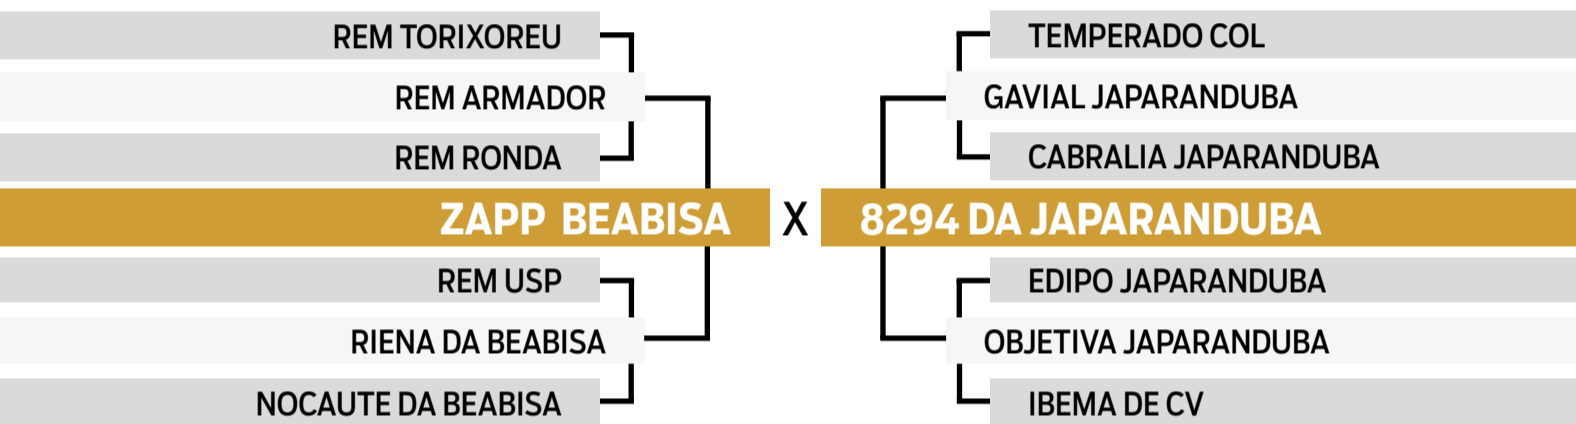 REM TORIXOREU
REM ARMADOR
REM RONDA
ZAPP BEABISA
REM USP
RIENA DA BEABISA
NOCAUTE DA BEABISA
X
TEMPERADO COL
GAVIAL JAPARANDUBA
CABRALIA JAPARANDUBA
8294 DA JAPARANDUBA
EDIPO JAPARANDUBA
OBJETIVA JAPARANDUBA
IBEMA DE CV